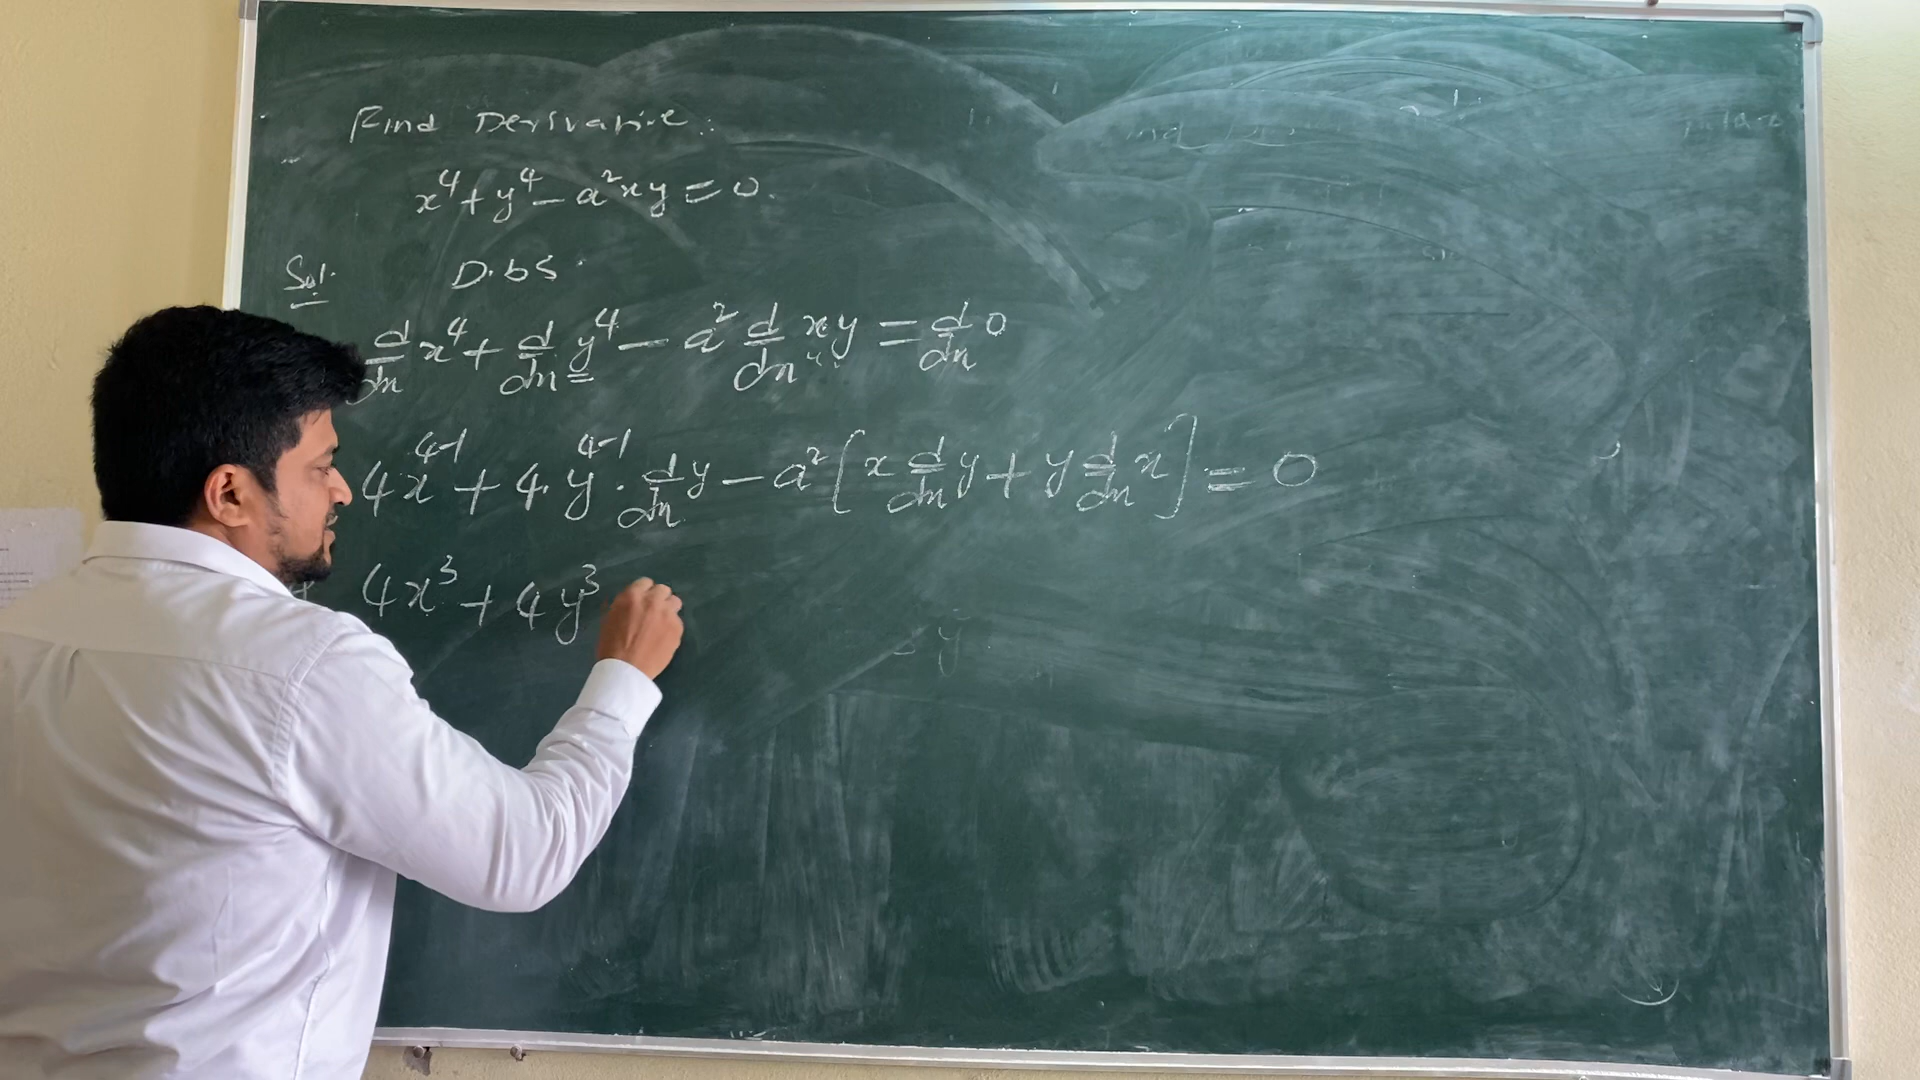 Find Derivative:
x⁴ + y⁴ - a²xy = 0.
Sol. D.b.S.
d/dx x⁴ + d/dx y⁴ - a² d/dx xy = d/dx 0
4x⁴⁻¹ + 4.y⁴⁻¹ . d/dx y - a² [x d/dx y + y d/dx x] = 0
4x³ + 4y³